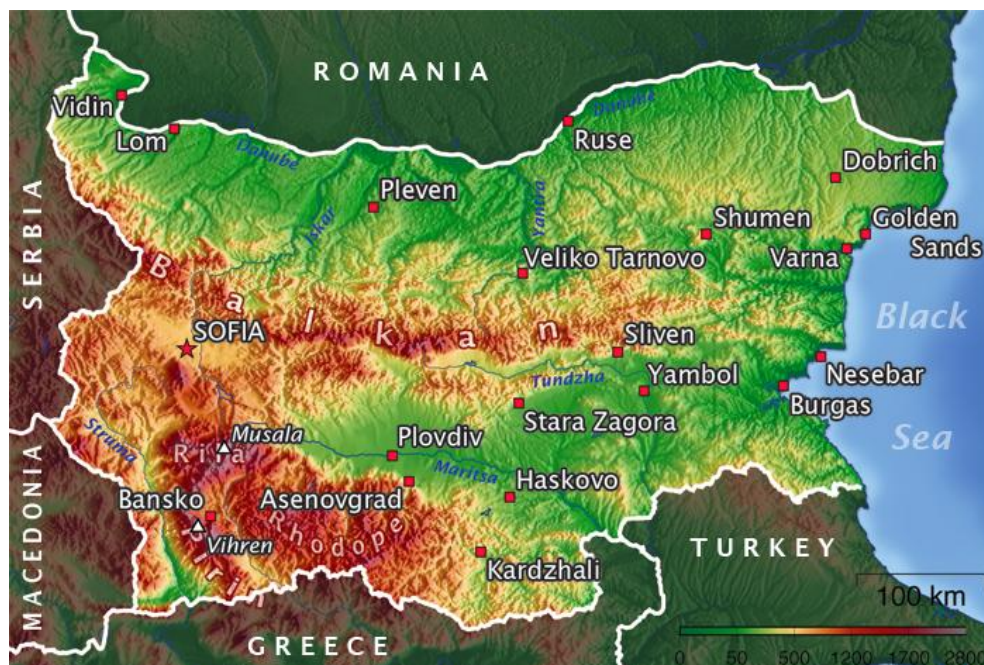 ROMANIA
Vidin
Danube
Lom
Ruse
Danube
Dobrich
Pleven
Iskar
Yantra
Shumen
Golden
Sands
SERBIA
Veliko Tarnovo
Varna
Balkan
SOFIA
Black
Sea
Sliven
Tundzha
Yambol
Nesebar
Burgas
Stara Zagora
Struma
Musala
Rila
Plovdiv
Maritsa
MACEDONIA
Bansko
Asenovgrad
Haskovo
Rhodope
Vihren
Pirin
TURKEY
Kardzhali
GREECE
100 km
0 50 500 1200 1700 2800